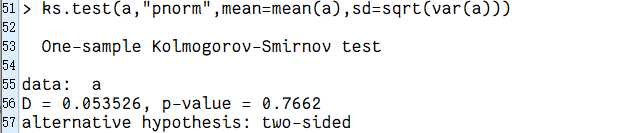 51 > ks.test(a,"pnorm",mean=mean(a),sd=sqrt(var(a)))
52
53 One-sample Kolmogorov-Smirnov test
54
55 data:  a
56 D = 0.053526, p-value = 0.7662
57 alternative hypothesis: two-sided